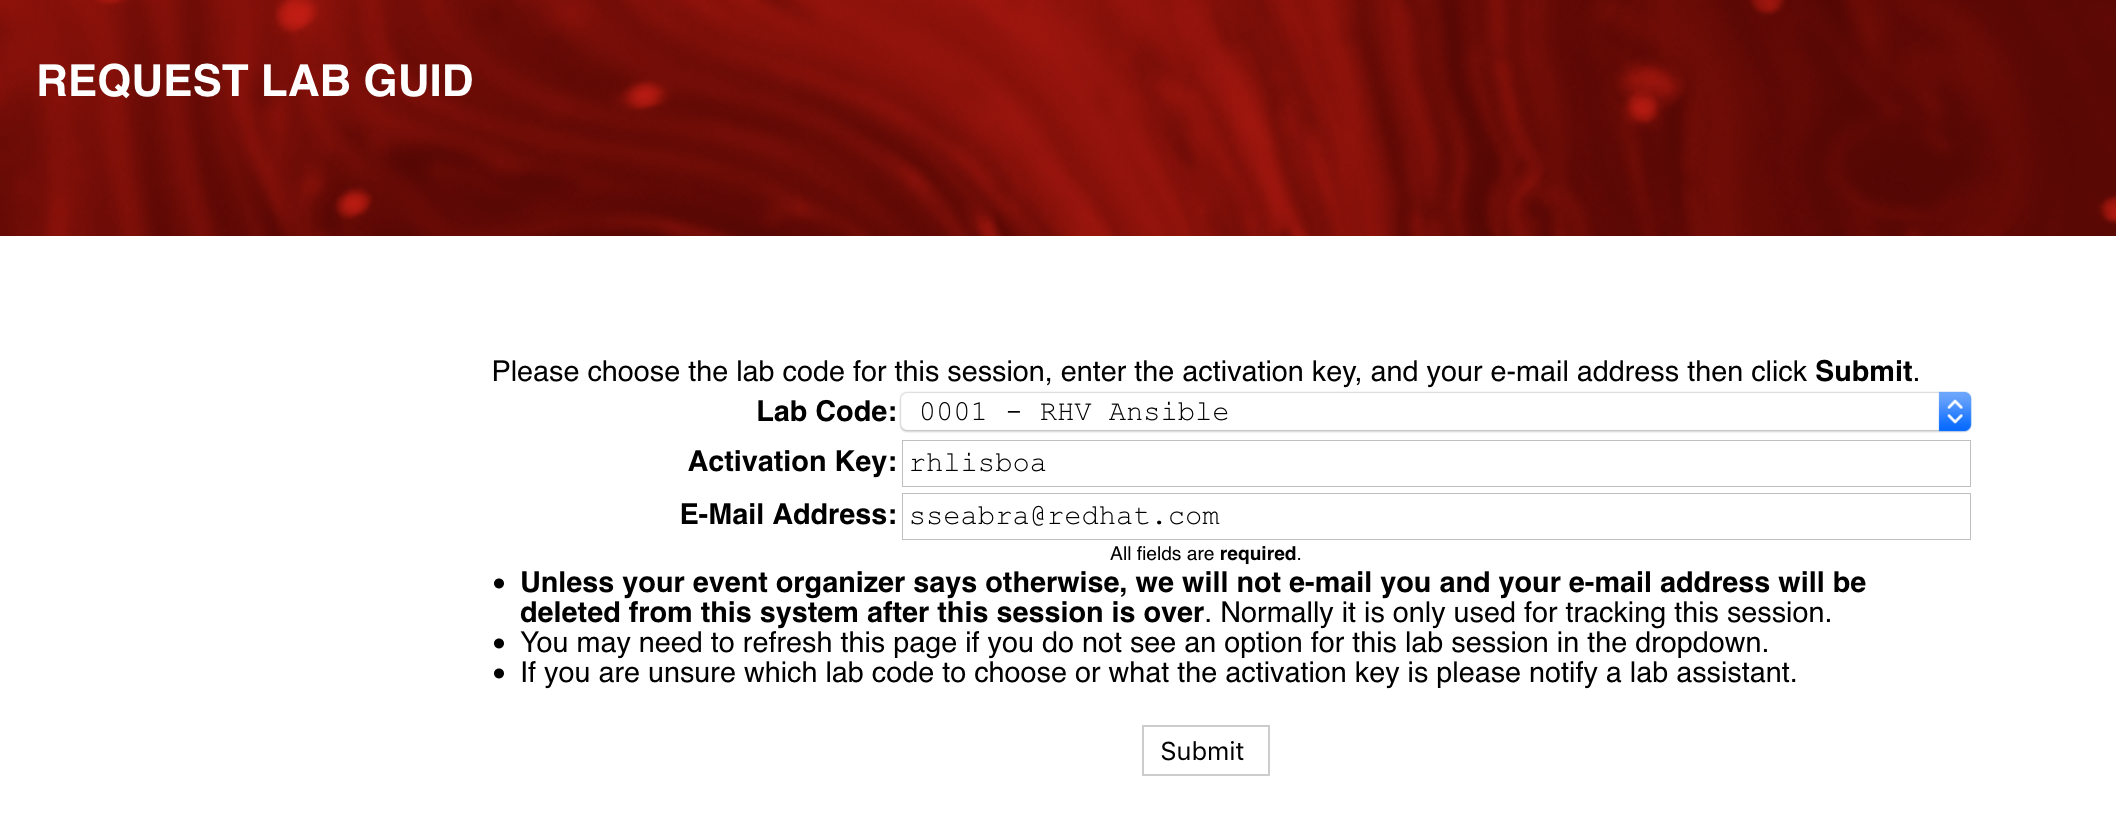 REQUEST LAB GUID
Please choose the lab code for this session, enter the activation key, and your e-mail address then click Submit.
Lab Code: 0001 - RHV Ansible
Activation Key: rhlisboa
E-Mail Address: sseabra@redhat.com
All fields are required.
• Unless your event organizer says otherwise, we will not e-mail you and your e-mail address will be
deleted from this system after this session is over. Normally it is only used for tracking this session.
• You may need to refresh this page if you do not see an option for this lab session in the dropdown.
• If you are unsure which lab code to choose or what the activation key is please notify a lab assistant.
Submit